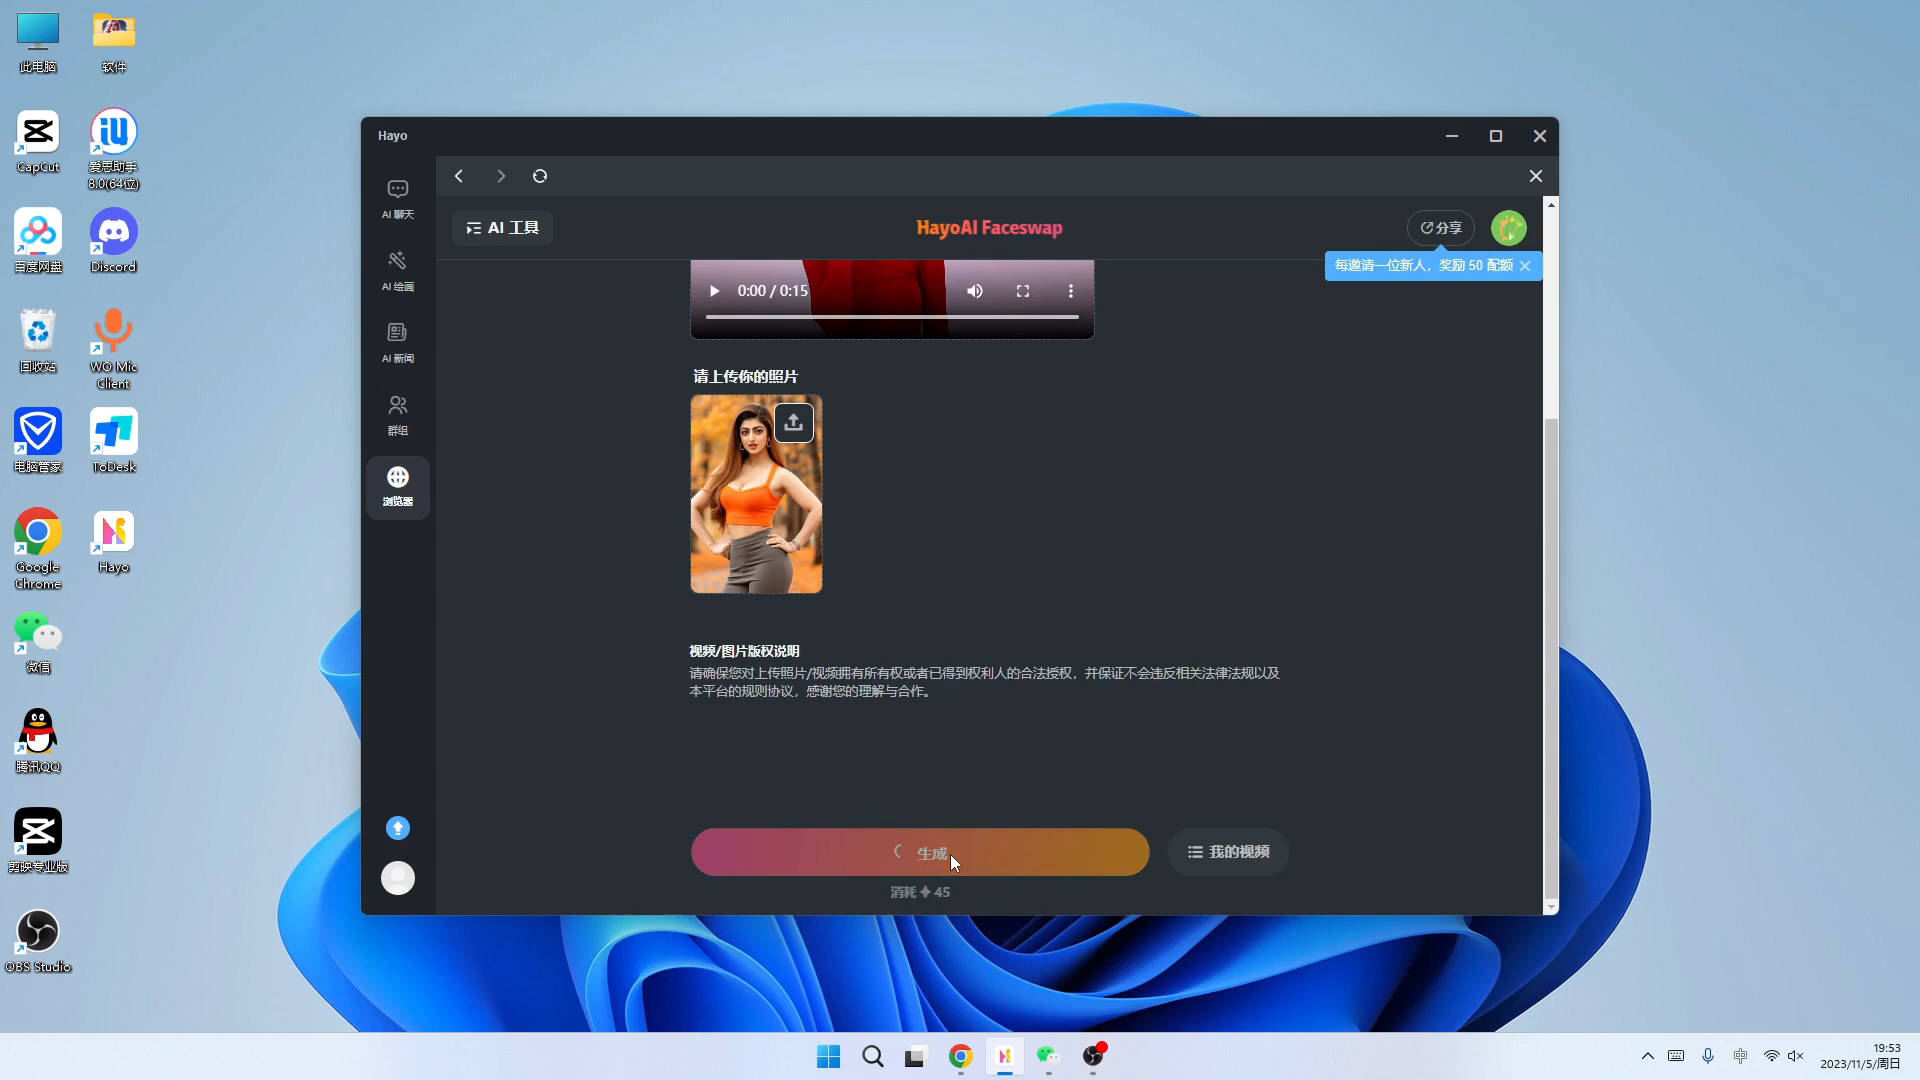 此电脑
软件
CapCut
爱思助手
8.0(64位)
百度网盘
Discord
回收站
WO Mic
Client
电脑管家
ToDesk
Google
Chrome
Hayo
微信
腾讯QQ
剪映专业版
OBS Studio
Hayo
AI 聊天
AI 绘画
AI 新闻
群组
浏览器
AI 工具
HayoAI Faceswap
分享
每邀请一位新人，奖励 50 配额
0:00 / 0:15
请上传你的照片
视频/图片版权说明
请确保您对上传照片/视频拥有所有权或者已得到权利人的合法授权，并保证不会违反相关法律法规以及
本平台的规则协议，感谢您的理解与合作。
生成
我的视频
消耗 45
中
19:53
2023/11/5/周日